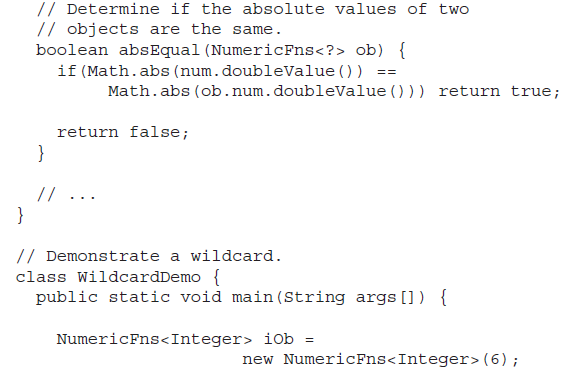 // Determine if the absolute values of two
// objects are the same.
boolean absEqual(NumericFns<?> ob) {
if(Math.abs(num.doubleValue()) ==
Math.abs(ob.num.doubleValue())) return true;
return false;
}
// ...
}
// Demonstrate a wildcard.
class WildcardDemo {
public static void main(String args[]) {
NumericFns<Integer> iOb =
new NumericFns<Integer>(6);